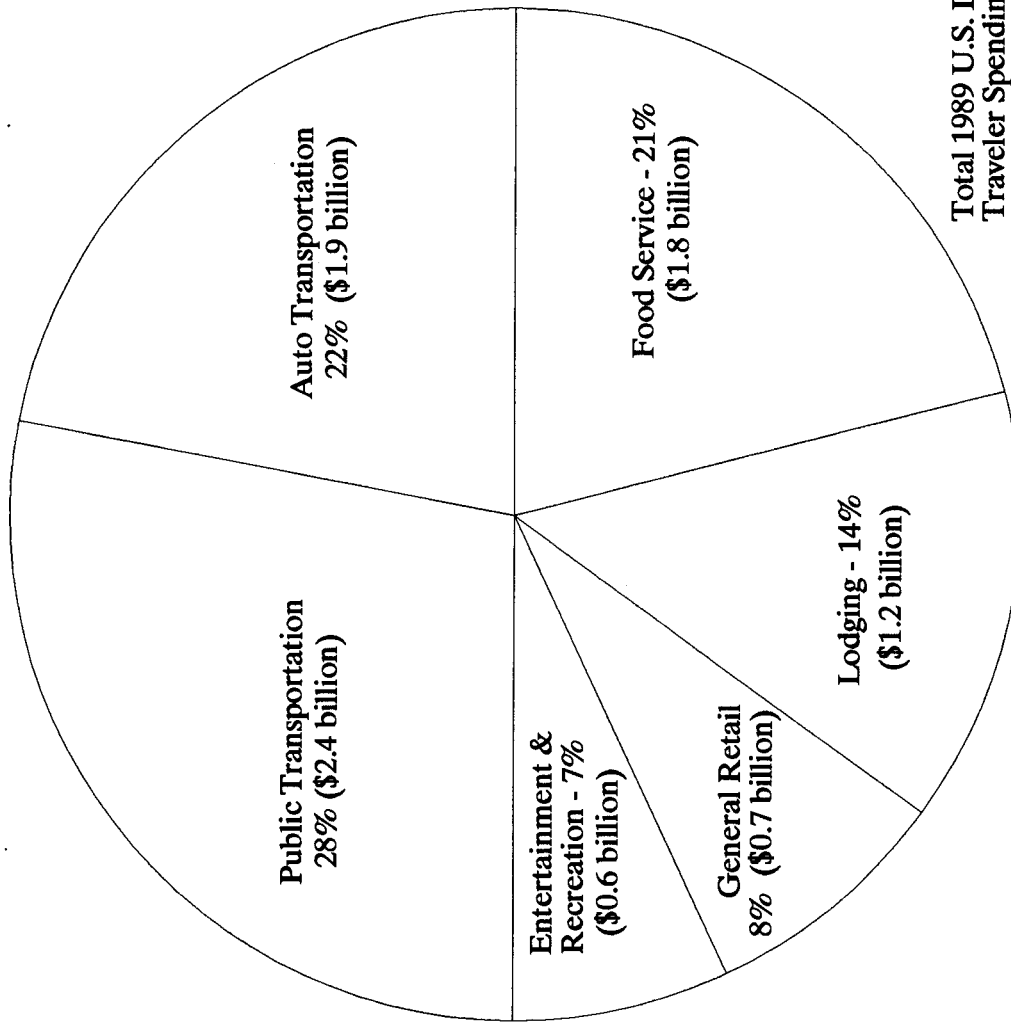 Public Transportation
28% ($2.4 billion)
Auto Transportation
22% ($1.9 billion)
Entertainment &
Recreation - 7%
($0.6 billion)
Food Service - 21%
($1.8 billion)
General Retail
8% ($0.7 billion)
Lodging - 14%
($1.2 billion)
Total 1989 U.S.
Traveler